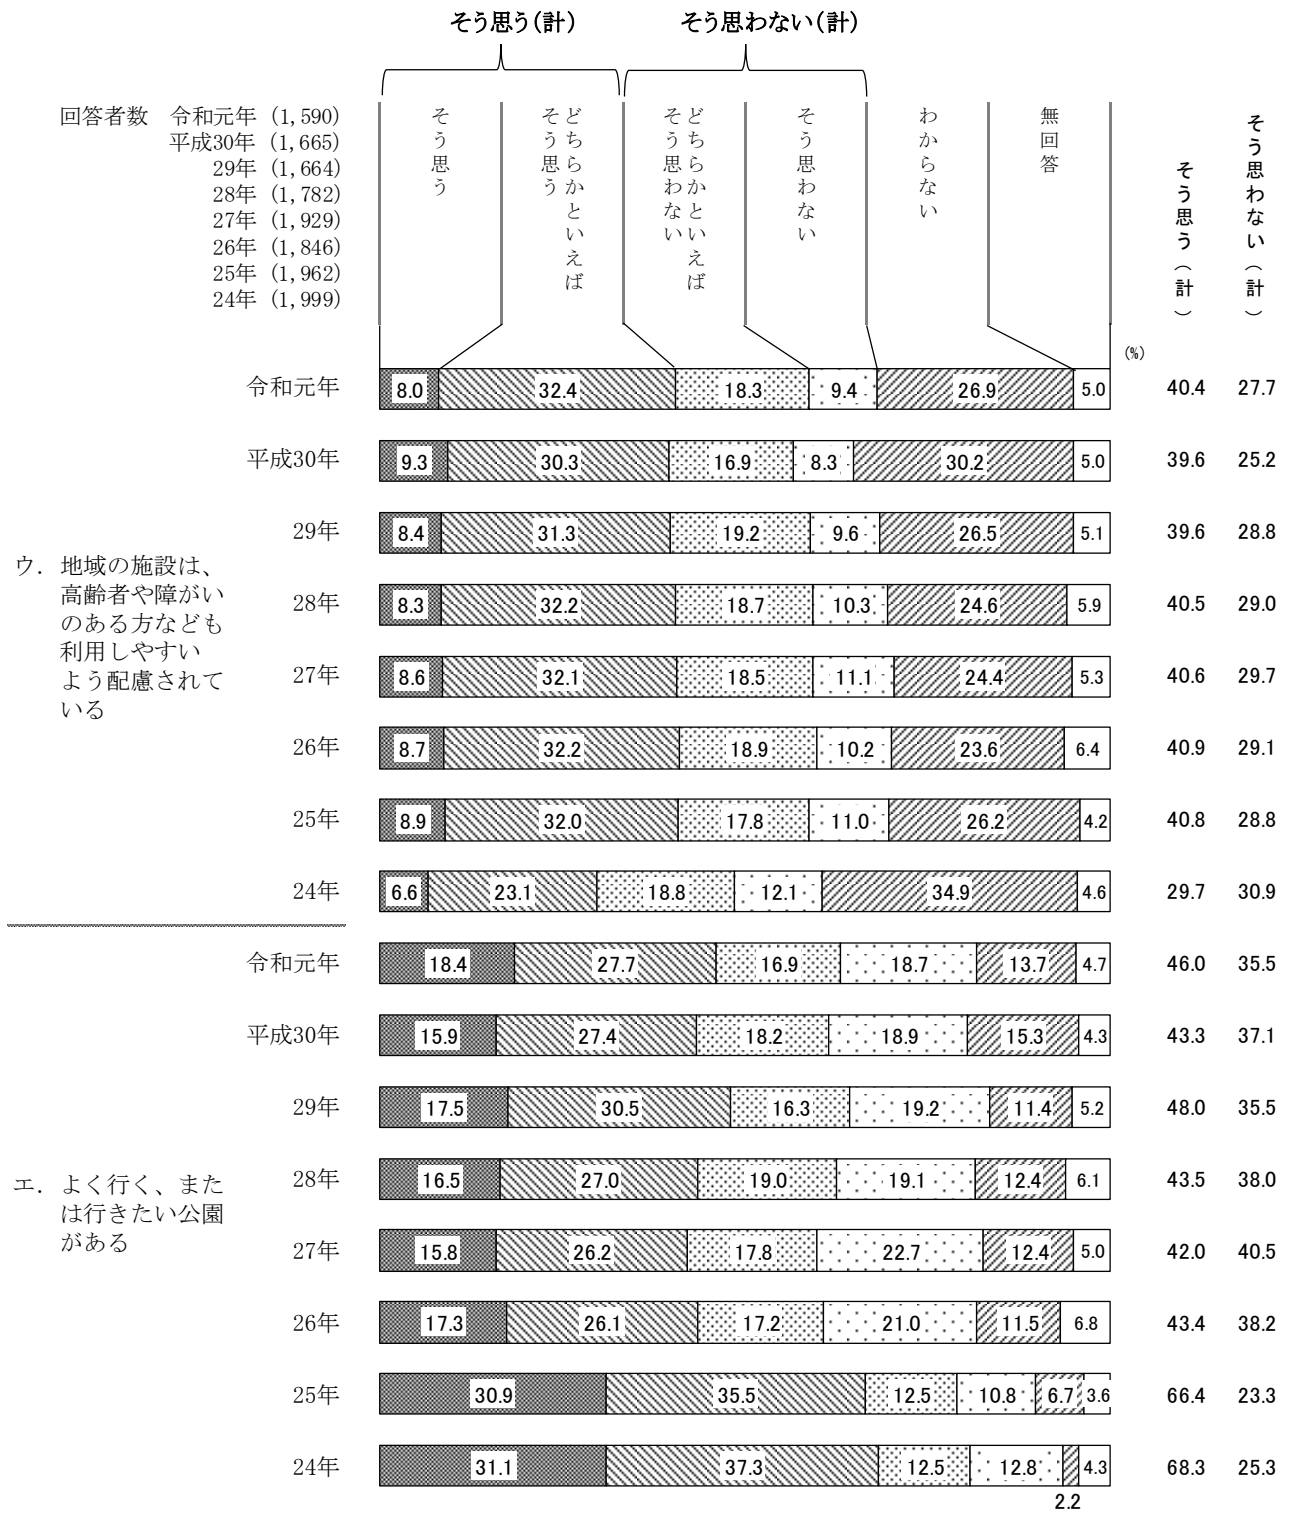 そう思う(計)
そう思わない(計)
回答者数 令和元年 (1,590)
平成30年 (1,665)
29年 (1,664)
28年 (1,782)
27年 (1,929)
26年 (1,846)
25年 (1,962)
24年 (1,999)
そう思う
どちらかといえば
そう思う
どちらかといえば
そう思わない
そう思わない
わからない
無回答
そう思う(計)
そう思わない(計)
(%)
ウ. 地域の施設は、
高齢者や障がい
のある方なども
利用しやすい
よう配慮されて
いる
令和元年 8.0 32.4 18.3 9.4 26.9 5.0 40.4 27.7
平成30年 9.3 30.3 16.9 8.3 30.2 5.0 39.6 25.2
29年 8.4 31.3 19.2 9.6 26.5 5.1 39.6 28.8
28年 8.3 32.2 18.7 10.3 24.6 5.9 40.5 29.0
27年 8.6 32.1 18.5 11.1 24.4 5.3 40.6 29.7
26年 8.7 32.2 18.9 10.2 23.6 6.4 40.9 29.1
25年 8.9 32.0 17.8 11.0 26.2 4.2 40.8 28.8
24年 6.6 23.1 18.8 12.1 34.9 4.6 29.7 30.9
エ. よく行く、また
は行きたい公園
がある
令和元年 18.4 27.7 16.9 18.7 13.7 4.7 46.0 35.5
平成30年 15.9 27.4 18.2 18.9 15.3 4.3 43.3 37.1
29年 17.5 30.5 16.3 19.2 11.4 5.2 48.0 35.5
28年 16.5 27.0 19.0 19.1 12.4 6.1 43.5 38.0
27年 15.8 26.2 17.8 22.7 12.4 5.0 42.0 40.5
26年 17.3 26.1 17.2 21.0 11.5 6.8 43.4 38.2
25年 30.9 35.5 12.5 10.8 6.7 3.6 66.4 23.3
24年 31.1 37.3 12.5 12.8 4.3 68.3 25.3
2.2